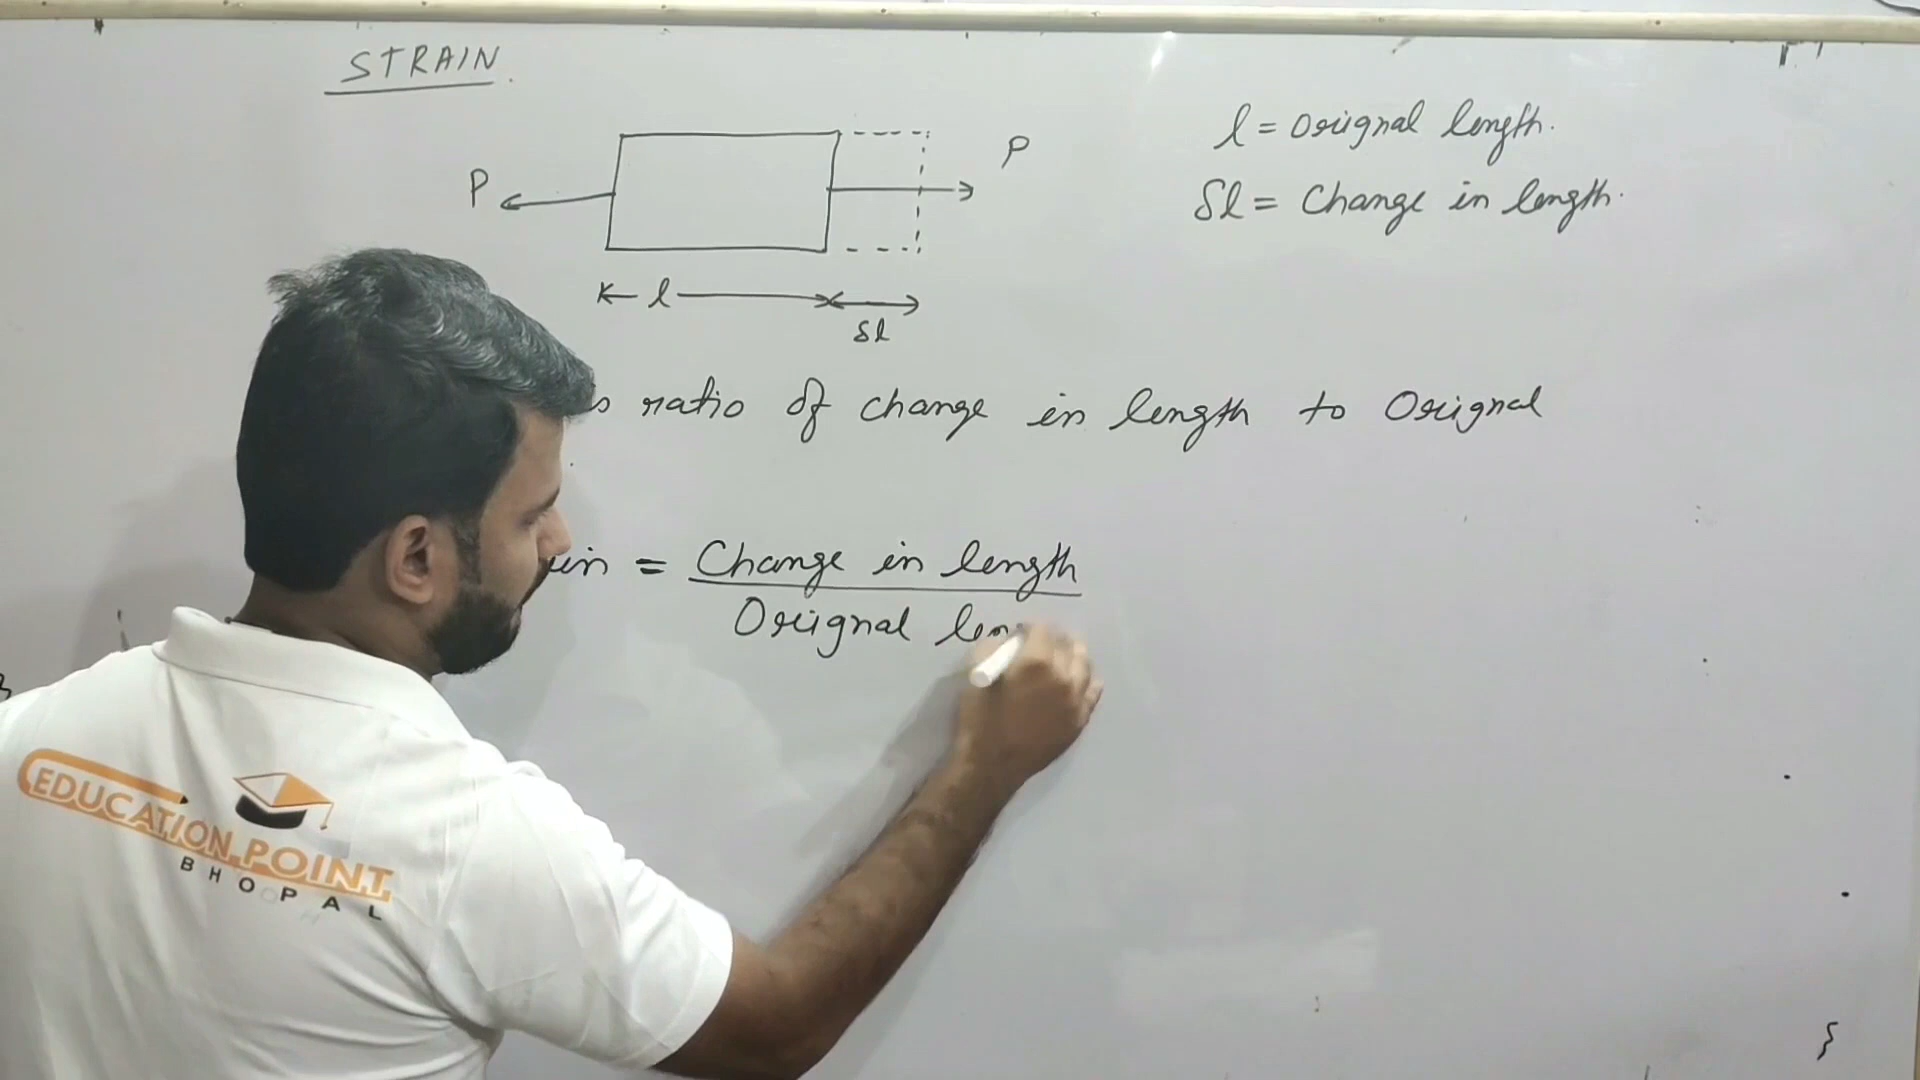 STRAIN.
l = Orignal length.
P
P
δl = Change in length.
l
δl
ratio of change in length to Orignal
= Change in length
Orignal len
EDUCATION POINT
BHOPAL